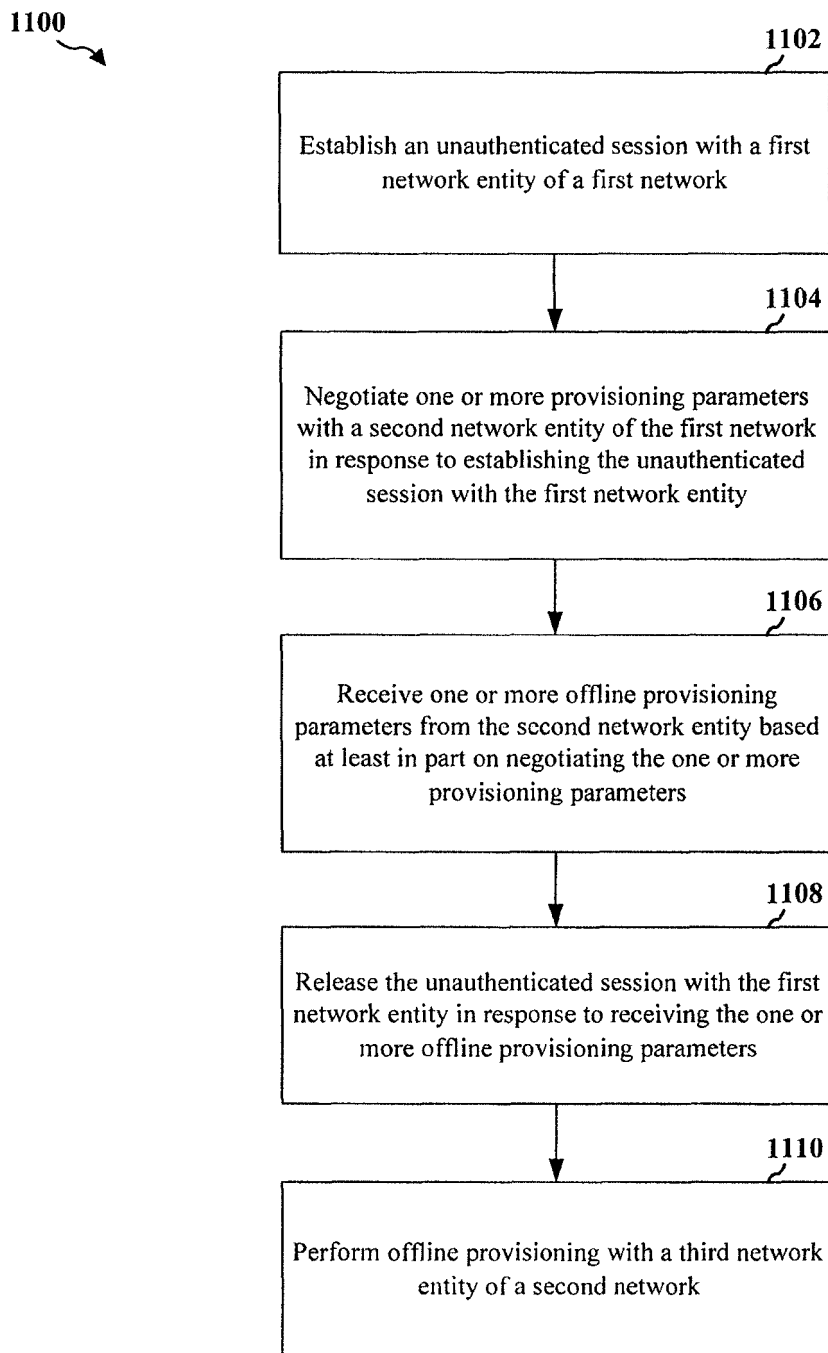 1100
1102
Establish an unauthenticated session with a first
network entity of a first network
1104
Negotiate one or more provisioning parameters
with a second network entity of the first network
in response to establishing the unauthenticated
session with the first network entity
1106
Receive one or more offline provisioning
parameters from the second network entity based
at least in part on negotiating the one or more
provisioning parameters
1108
Release the unauthenticated session with the first
network entity in response to receiving the one or
more offline provisioning parameters
1110
Perform offline provisioning with a third network
entity of a second network